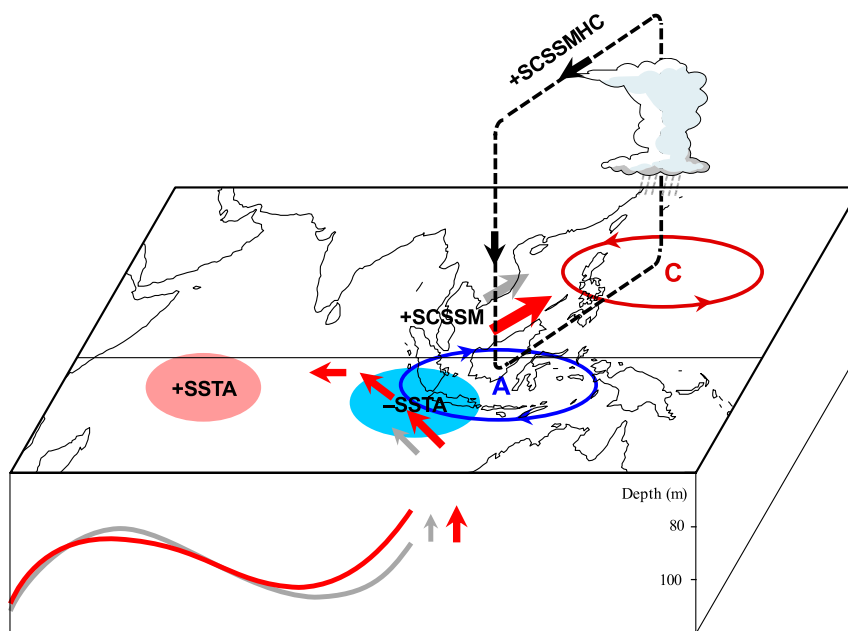 +SCSSMHC
C
+SCSSM
A
+SSTA
–SSTA
Depth (m)
80
100